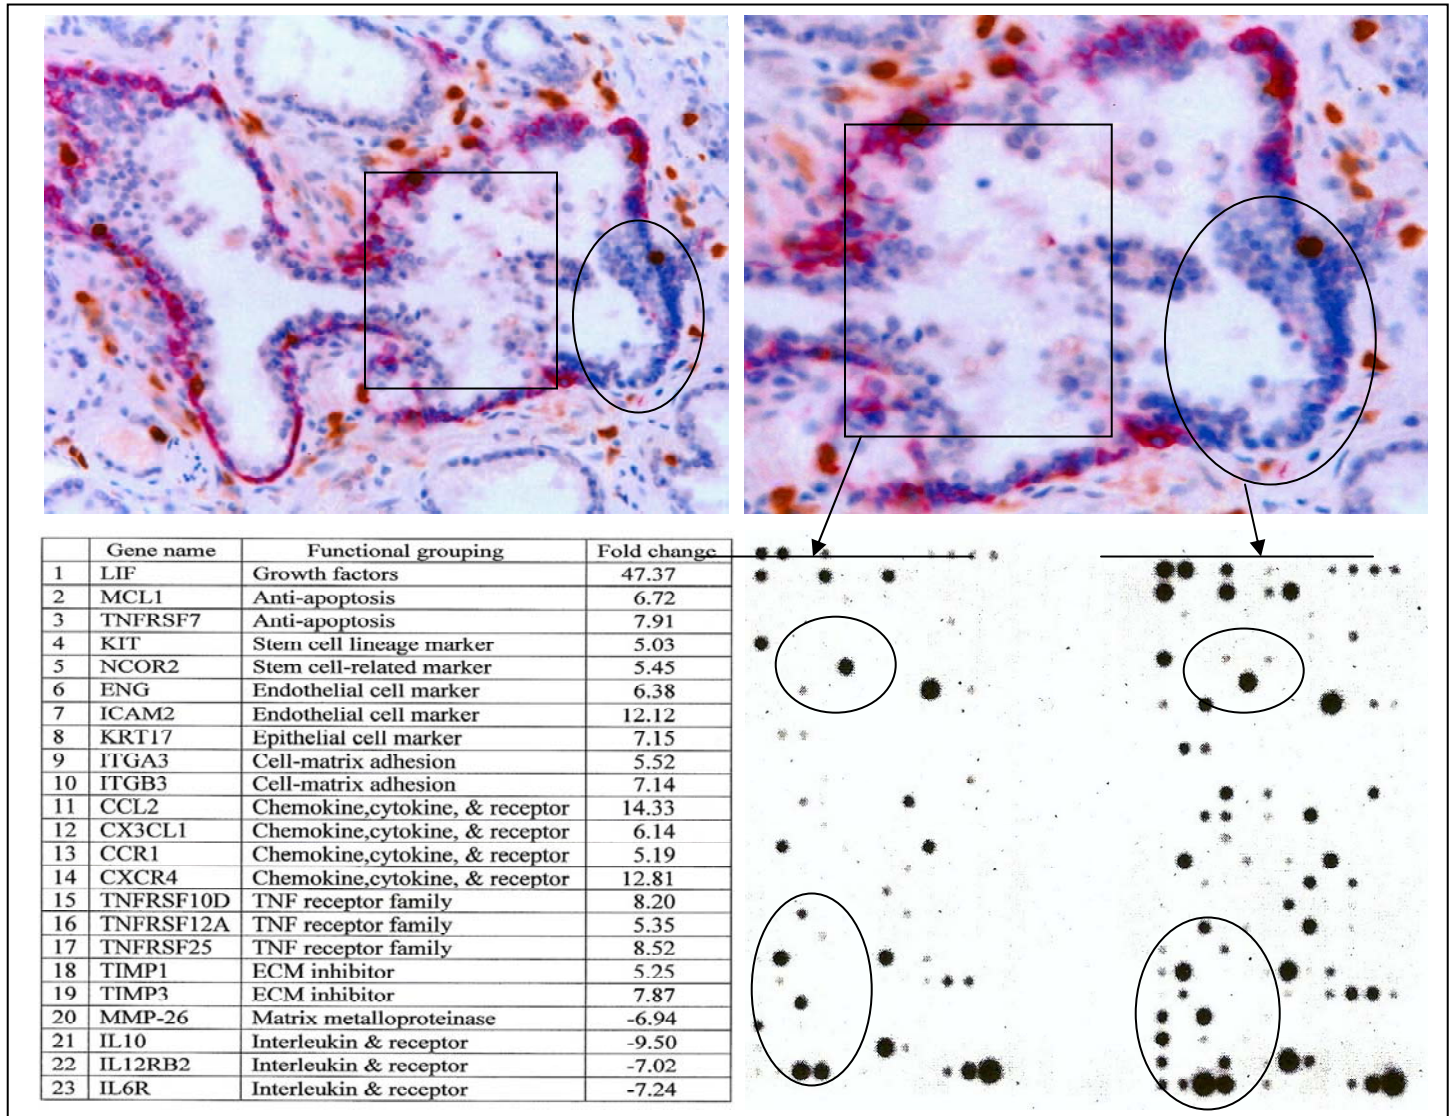 Gene name Functional grouping Fold change
1 LIF Growth factors 47.37
2 MCL1 Anti-apoptosis 6.72
3 TNFRSF7 Anti-apoptosis 7.91
4 KIT Stem cell lineage marker 5.03
5 NCOR2 Stem cell-related marker 5.45
6 ENG Endothelial cell marker 6.38
7 ICAM2 Endothelial cell marker 12.12
8 KRT17 Epithelial cell marker 7.15
9 ITGA3 Cell-matrix adhesion 5.52
10 ITGB3 Cell-matrix adhesion 7.14
11 CCL2 Chemokine,cytokine, & receptor 14.33
12 CX3CL1 Chemokine,cytokine, & receptor 6.14
13 CCR1 Chemokine,cytokine, & receptor 5.19
14 CXCR4 Chemokine,cytokine, & receptor 12.81
15 TNFRSF10D TNF receptor family 8.20
16 TNFRSF12A TNF receptor family 5.35
17 TNFRSF25 TNF receptor family 8.52
18 TIMP1 ECM inhibitor 5.25
19 TIMP3 ECM inhibitor 7.87
20 MMP-26 Matrix metalloproteinase -6.94
21 IL10 Interleukin & receptor -9.50
22 IL12RB2 Interleukin & receptor -7.02
23 IL6R Interleukin & receptor -7.24